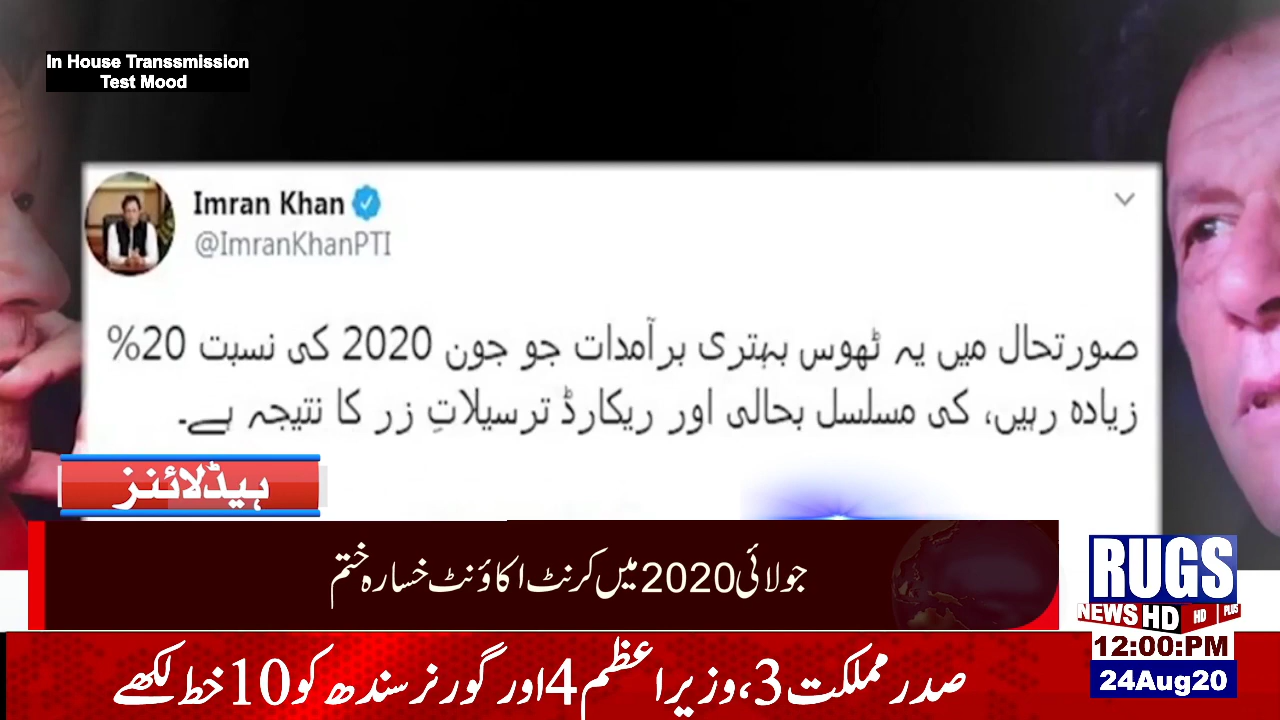 In House Transsmission
Test Mood
Imran Khan
@ImranKhanPTI
صورتحال میں یہ ٹھوس بہتری برآمدات جو جون 2020 کی نسبت 20%
زیادہ رہیں، کی مسلسل بحالی اور ریکارڈ ترسیلاتِ زر کا نتیجہ ہے۔
ہیڈلائنز
جولائی 2020 میں کرنٹ اکاؤنٹ خسارہ ختم
صدر مملکت 3، وزیراعظم 4 اور گورنر سندھ کو 10 خط لکھے
RUGS
NEWS HD HD PLUS
12:00:PM
24Aug20